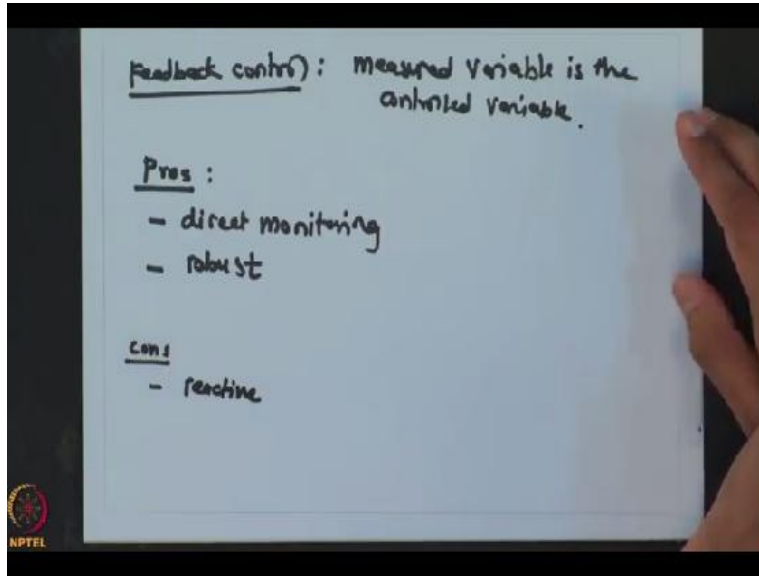 Feedback control: measured variable is the
controlled variable.
Pros:
- direct monitoring
- robust
cons
- reactive
NPTEL